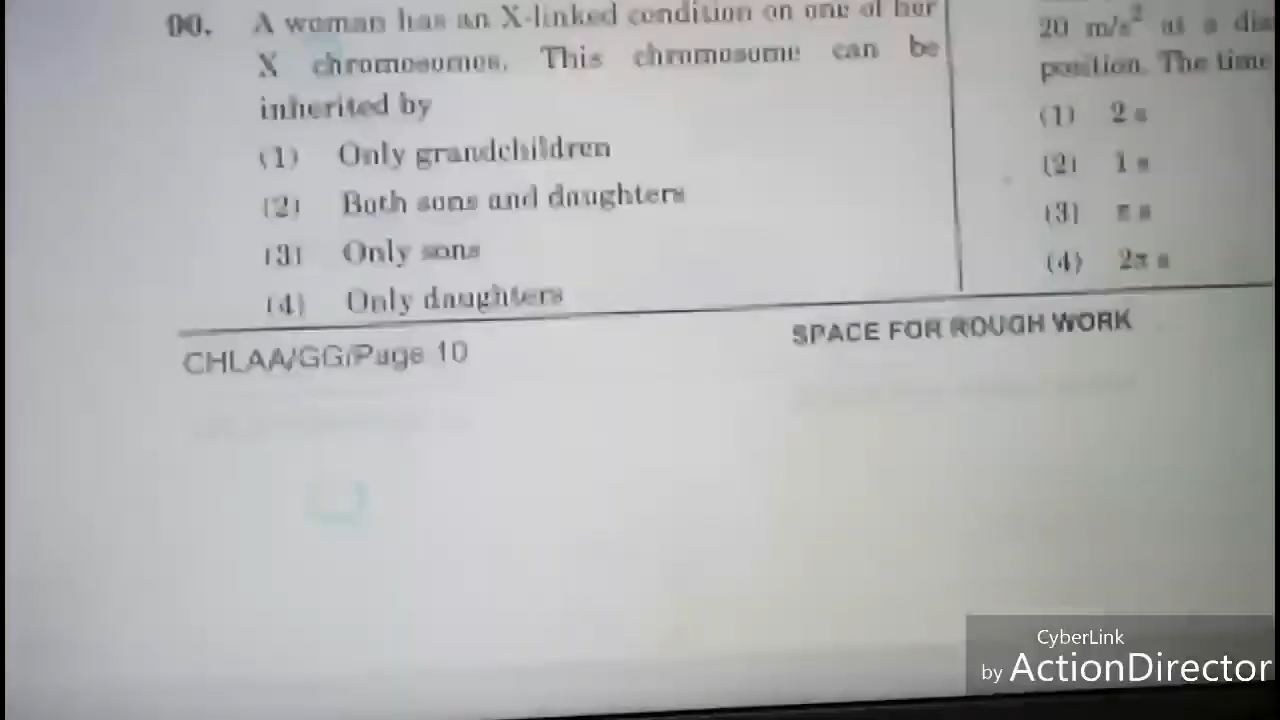 90. A woman has an X-linked condition on one of her
X chromosomes. This chromosome can be
inherited by
(1) Only grandchildren
(2) Both sons and daughters
(3) Only sons
(4) Only daughters
20 m/s² at a dis
position. The time
(1) 2 s
(2) 1 s
(3) π s
(4) 2π s
CHLAA/GG/Page 10
SPACE FOR ROUGH WORK
CyberLink
by ActionDirector